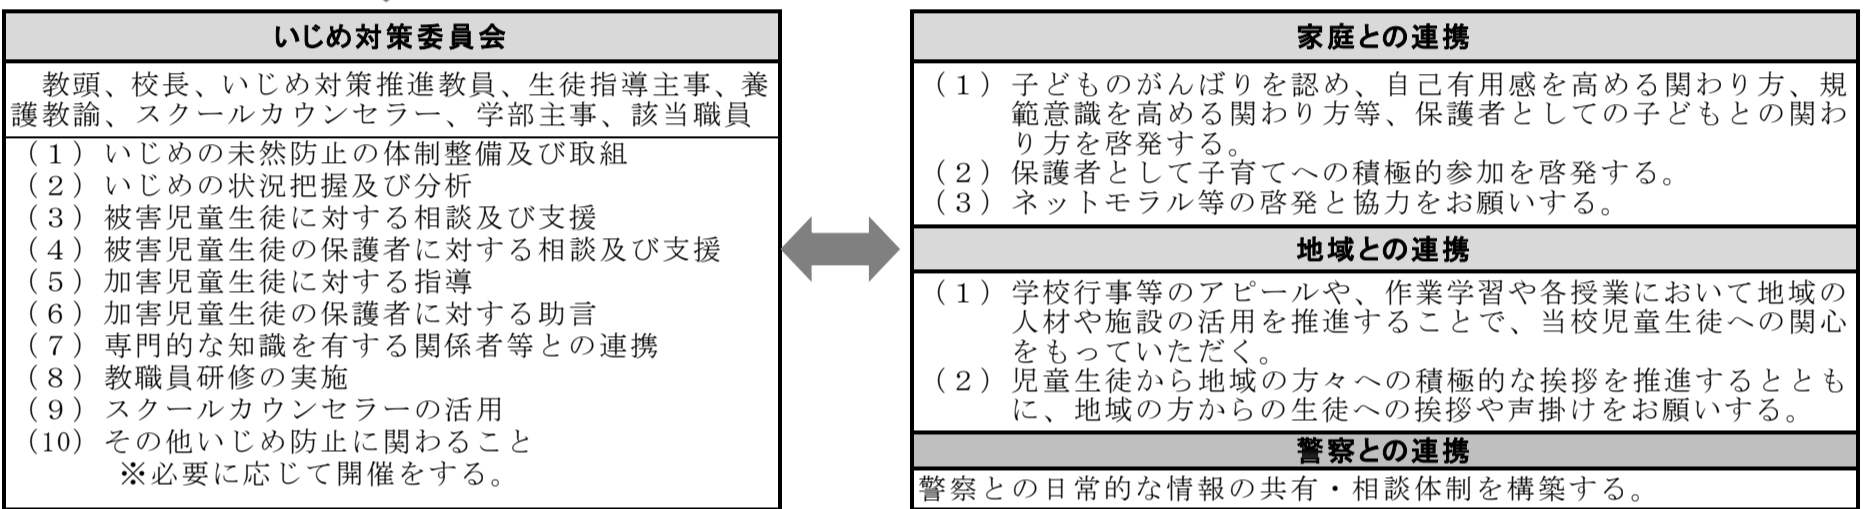 いじめ対策委員会
教頭、校長、いじめ対策推進教員、生徒指導主事、養
護教諭、スクールカウンセラー、学部主事、該当職員
（１）いじめの未然防止の体制整備及び取組
（２）いじめの状況把握及び分析
（３）被害児童生徒に対する相談及び支援
（４）被害児童生徒の保護者に対する相談及び支援
（５）加害児童生徒に対する指導
（６）加害児童生徒の保護者に対する助言
（７）専門的な知識を有する関係者等との連携
（８）教職員研修の実施
（９）スクールカウンセラーの活用
（10）その他いじめ防止に関わること
※必要に応じて開催をする。
家庭との連携
（１）子どものがんばりを認め、自己有用感を高める関わり方、規
範意識を高める関わり方等、保護者としての子どもとの関わ
り方を啓発する。
（２）保護者として子育てへの積極的参加を啓発する。
（３）ネットモラル等の啓発と協力をお願いする。
地域との連携
（１）学校行事等のアピールや、作業学習や各授業において地域の
人材や施設の活用を推進することで、当校児童生徒への関心
をもっていただく。
（２）児童生徒から地域の方々への積極的な挨拶を推進するととも
に、地域の方からの生徒への挨拶や声掛けをお願いする。
警察との連携
警察との日常的な情報の共有・相談体制を構築する。